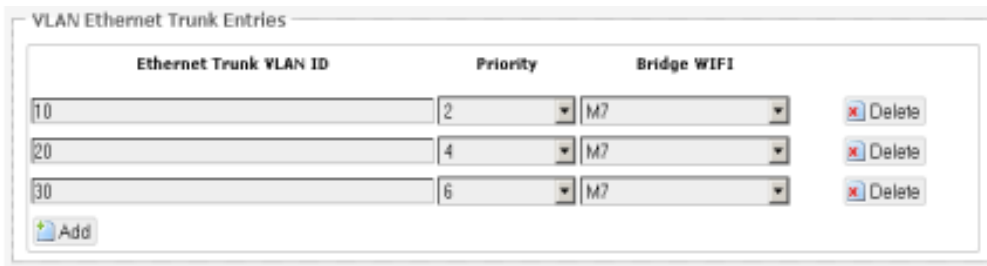 VLAN Ethernet Trunk Entries
Ethernet Trunk VLAN ID Priority Bridge WIFI
10 2 M7 Delete
20 4 M7 Delete
30 6 M7 Delete
Add